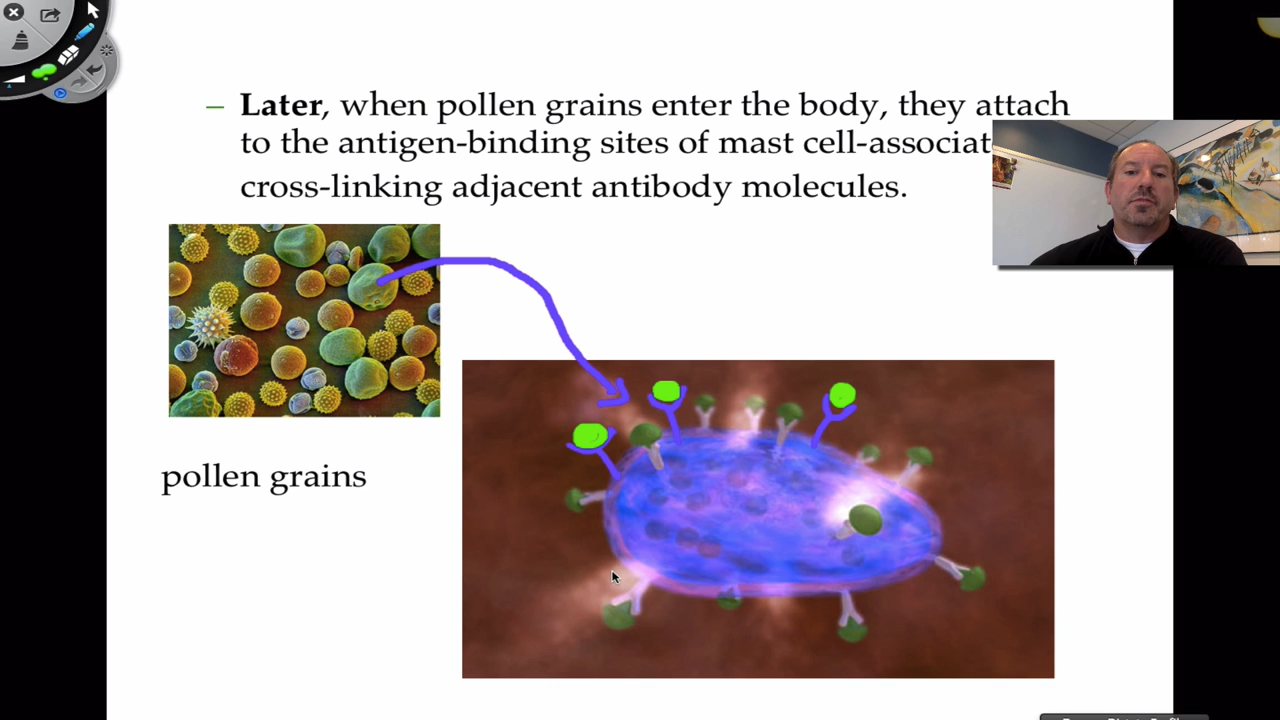 – Later, when pollen grains enter the body, they attach
to the antigen-binding sites of mast cell-associat
cross-linking adjacent antibody molecules.
pollen grains